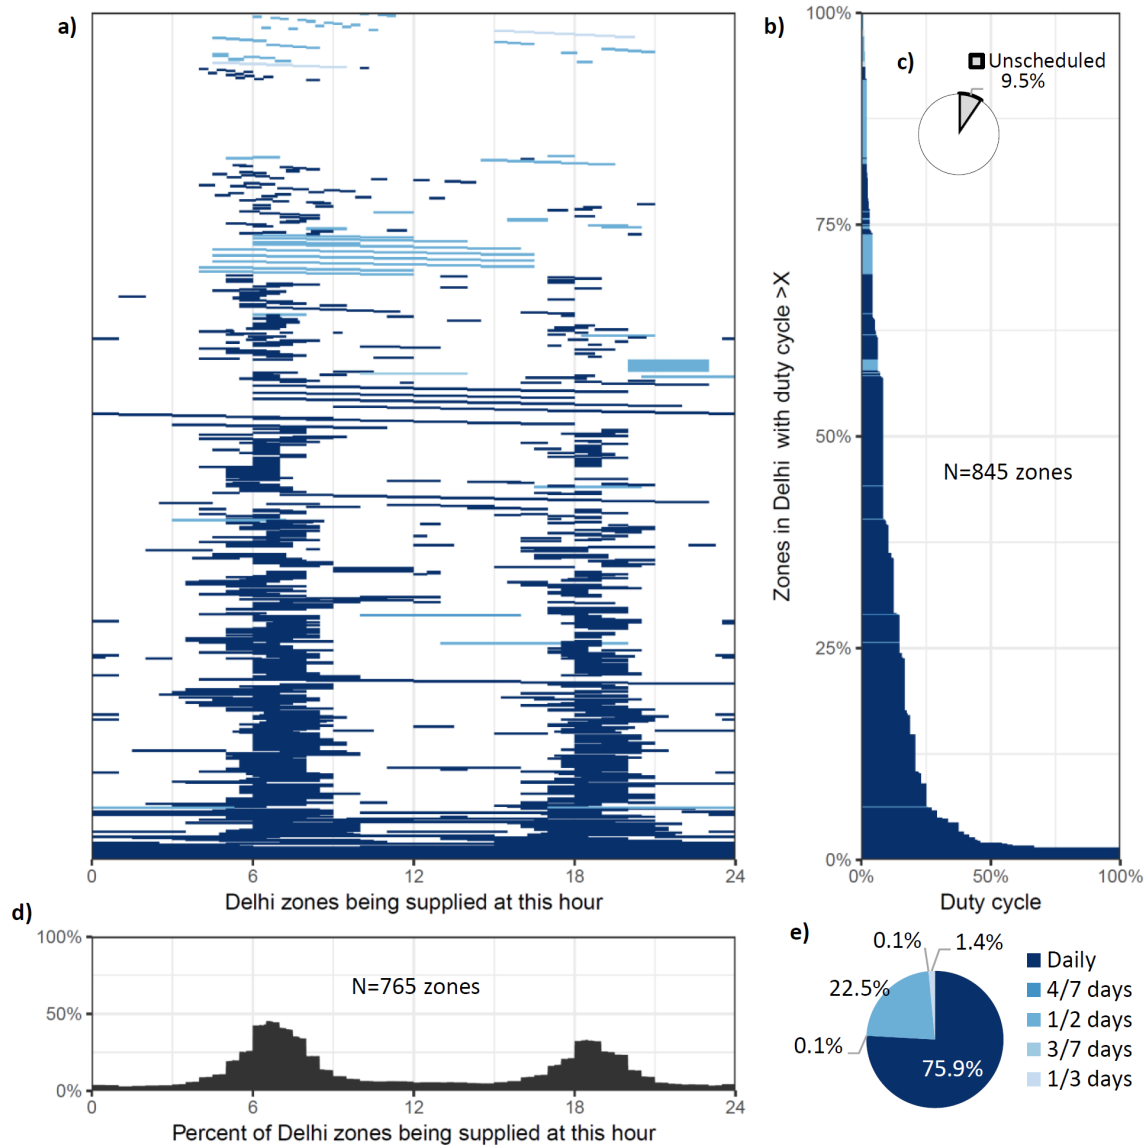 a)
0
6
12
18
24
Delhi zones being supplied at this hour
b)
c)
Unscheduled
9.5%
100%
75%
50%
25%
0%
Zones in Delhi with duty cycle >X
N=845 zones
0%
50%
100%
Duty cycle
d)
100%
50%
0%
N=765 zones
0
6
12
18
24
Percent of Delhi zones being supplied at this hour
e)
0.1%
1.4%
22.5%
0.1%
75.9%
Daily
4/7 days
1/2 days
3/7 days
1/3 days